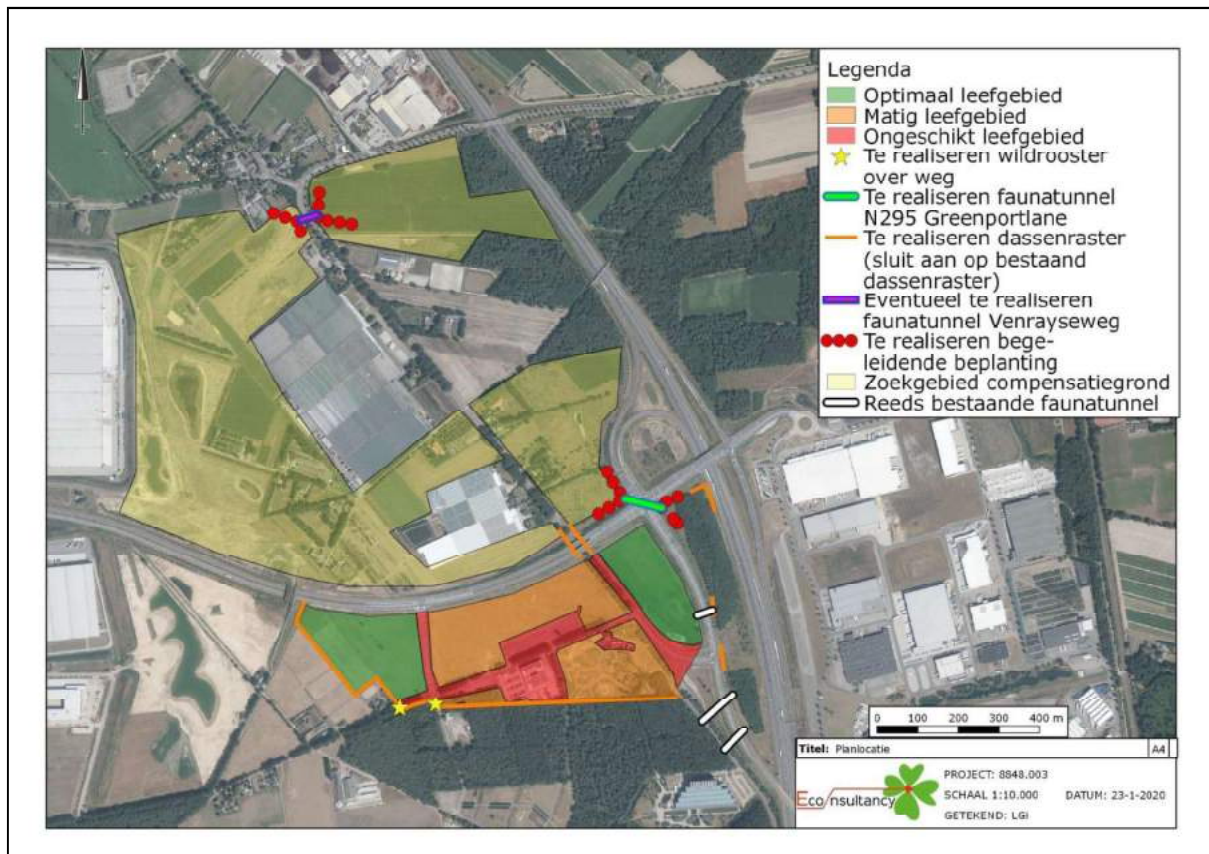 Legenda
Optimaal leefgebied
Matig leefgebied
Ongeschikt leefgebied
Te realiseren wildrooster
over weg
Te realiseren faunatunnel
N295 Greenportlane
Te realiseren dassenraster
(sluit aan op bestaand
dassenraster)
Eventueel te realiseren
faunatunnel Venrayseweg
Te realiseren bege-
leidende beplanting
Zoekgebied compensatiegrond
Reeds bestaande faunatunnel
0 100 200 300 400 m
Titel: Planlocatie
A4
Econsultancy
PROJECT: 8848.003
SCHAAL 1:10.000
DATUM: 23-1-2020
GETEKEND: LGI